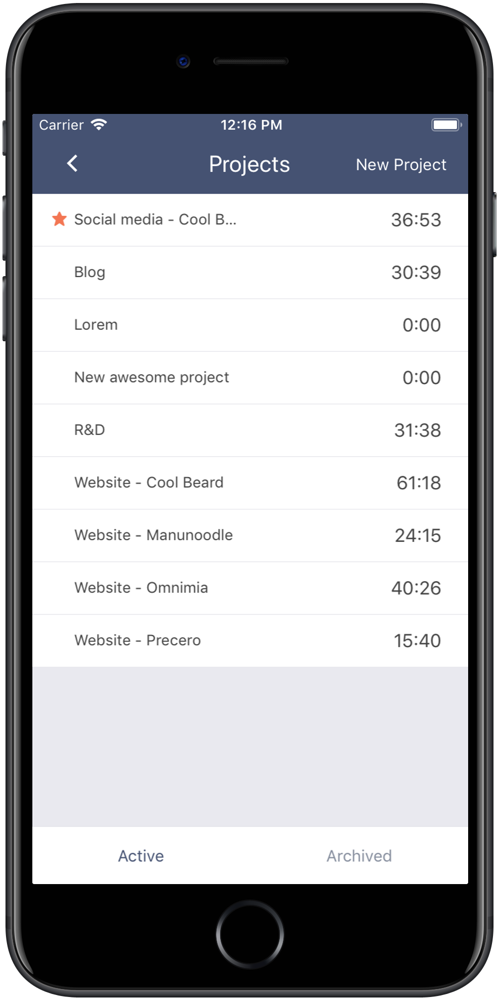 Carrier 12:16 PM
Projects New Project
Social media - Cool B... 36:53
Blog 30:39
Lorem 0:00
New awesome project 0:00
R&D 31:38
Website - Cool Beard 61:18
Website - Manunoodle 24:15
Website - Omnimia 40:26
Website - Precero 15:40
Active Archived